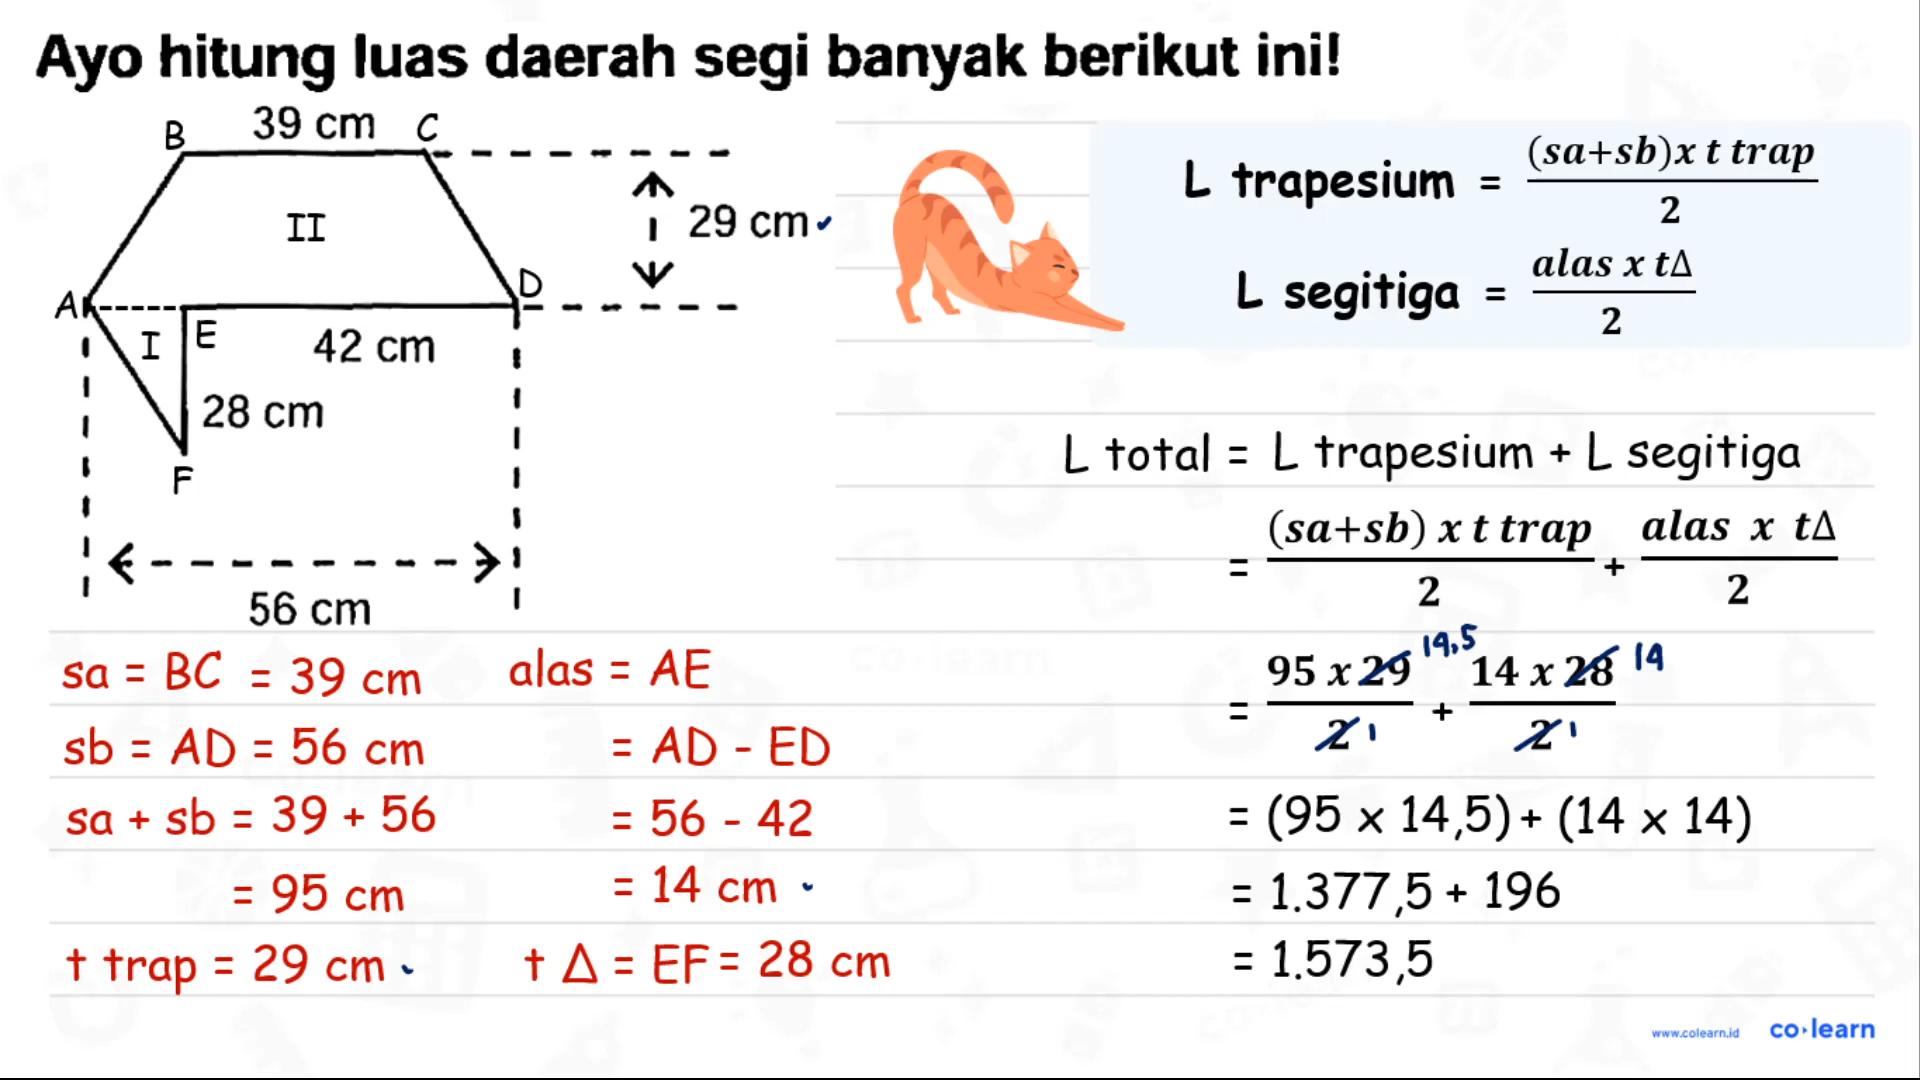 Ayo hitung luas daerah segi banyak berikut ini!
B 39 cm C
II
29 cm
A D
I E 42 cm
28 cm
F
56 cm
L trapesium = (sa+sb)x t trap / 2
L segitiga = alas x t∆ / 2
sa = BC = 39 cm
sb = AD = 56 cm
sa + sb = 39 + 56
= 95 cm
t trap = 29 cm
alas = AE
= AD - ED
= 56 - 42
= 14 cm
t ∆ = EF = 28 cm
L total = L trapesium + L segitiga
= (sa+sb) x t trap / 2 + alas x t∆ / 2
= 95 x 29 14,5 / 2 1 + 14 x 28 14 / 2 1
= (95 x 14,5) + (14 x 14)
= 1.377,5 + 196
= 1.573,5
www.colearn.id co learn